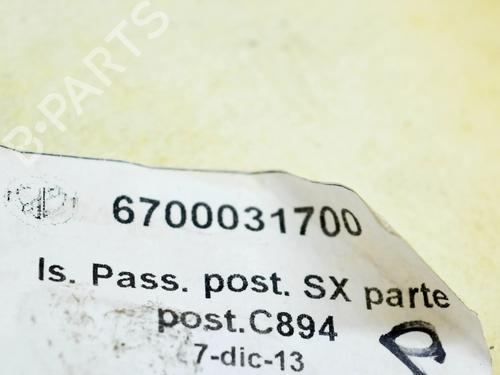 B-PARTS
6700031700
Is. Pass. post. SX parte
post.C894
7-dic-13